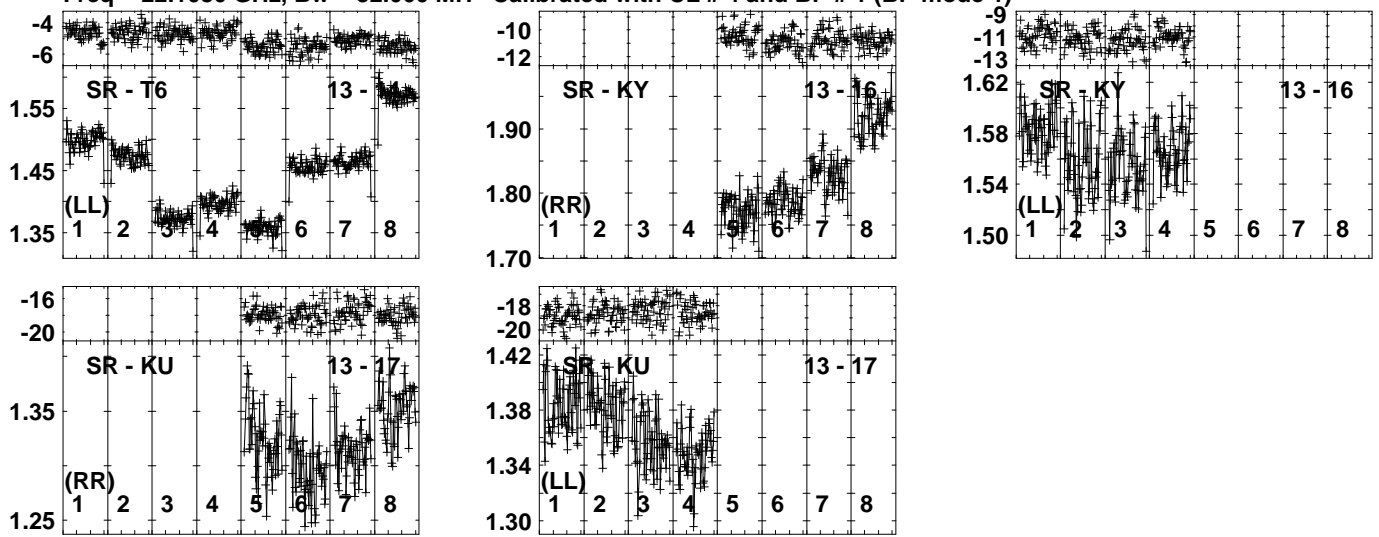 -4
-6
SR - T6
13 -
1.55
1.45
1.35
(LL)
1 2 3 4 6 7 8
-10
-12
SR - KY
13 - 16
1.90
1.80
1.70
(RR)
1 2 3 4 5 6 7 8
-9
-11
-13
SR - KY
13 - 16
1.62
1.58
1.54
1.50
(LL)
1 2 3 4 5 6 7 8
-16
-20
SR - KU
13 - 17
1.35
1.25
(RR)
1 2 3 4 5 6 7 8
-18
-20
SR - KU
13 - 17
1.42
1.38
1.34
1.30
(LL)
1 2 3 4 5 6 7 8